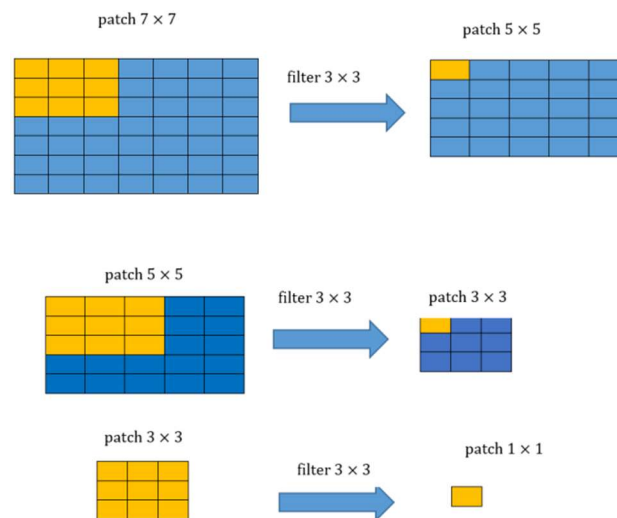 patch 7 × 7
filter 3 × 3
patch 5 × 5
patch 5 × 5
filter 3 × 3
patch 3 × 3
patch 3 × 3
filter 3 × 3
patch 1 × 1